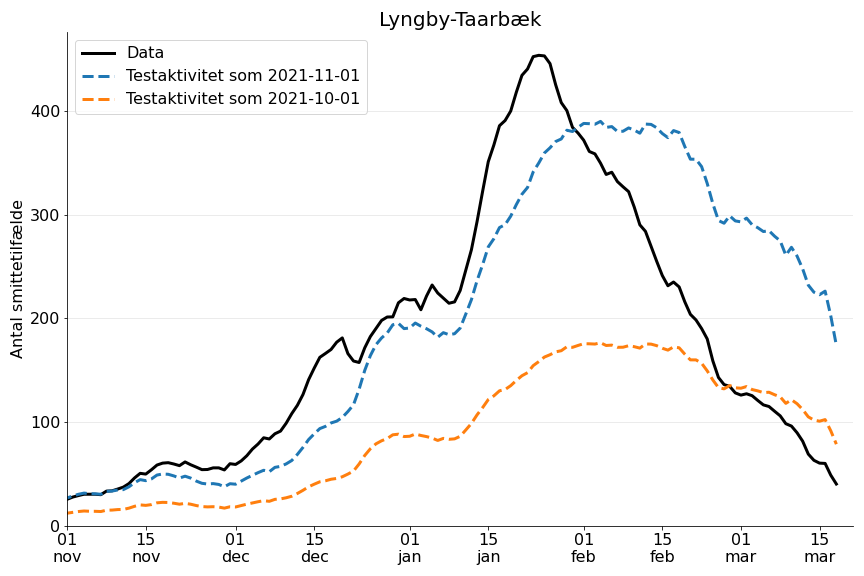 Lyngby-Taarbæk
Data
Testaktivitet som 2021-11-01
Testaktivitet som 2021-10-01
Antal smittetilfælde
400
300
200
100
0
01 15 01 15 01 15 01 15 01 15
nov nov dec dec jan jan feb feb mar mar